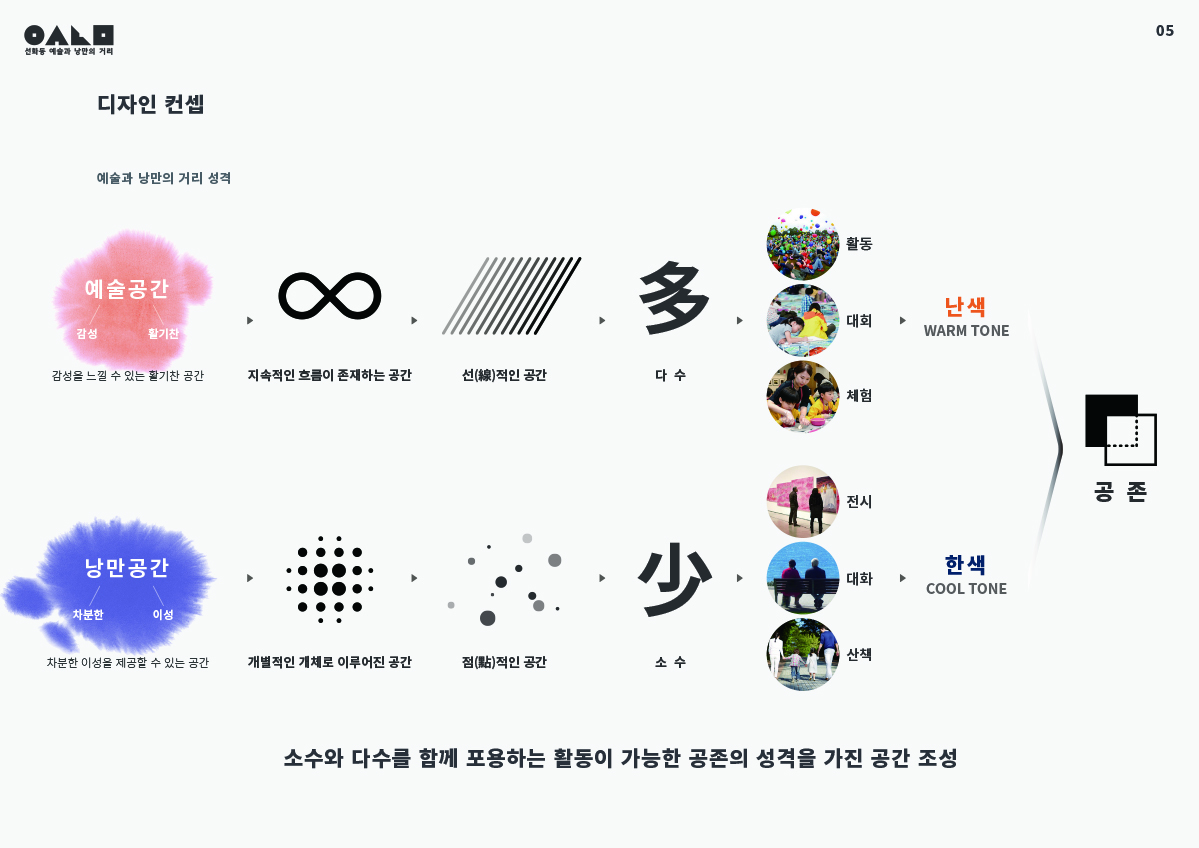 선화동 예술과 낭만의 거리
05
디자인 컨셉
예술과 낭만의 거리 성격
예술공간
감성
활기찬
감성을 느낄 수 있는 활기찬 공간
지속적인 흐름이 존재하는 공간
선(線)적인 공간
多
다 수
활동
대회
체험
난색
WARM TONE
낭만공간
차분한
이성
차분한 이성을 제공할 수 있는 공간
개별적인 개체로 이루어진 공간
점(點)적인 공간
少
소 수
전시
대화
산책
한색
COOL TONE
공 존
소수와 다수를 함께 포용하는 활동이 가능한 공존의 성격을 가진 공간 조성